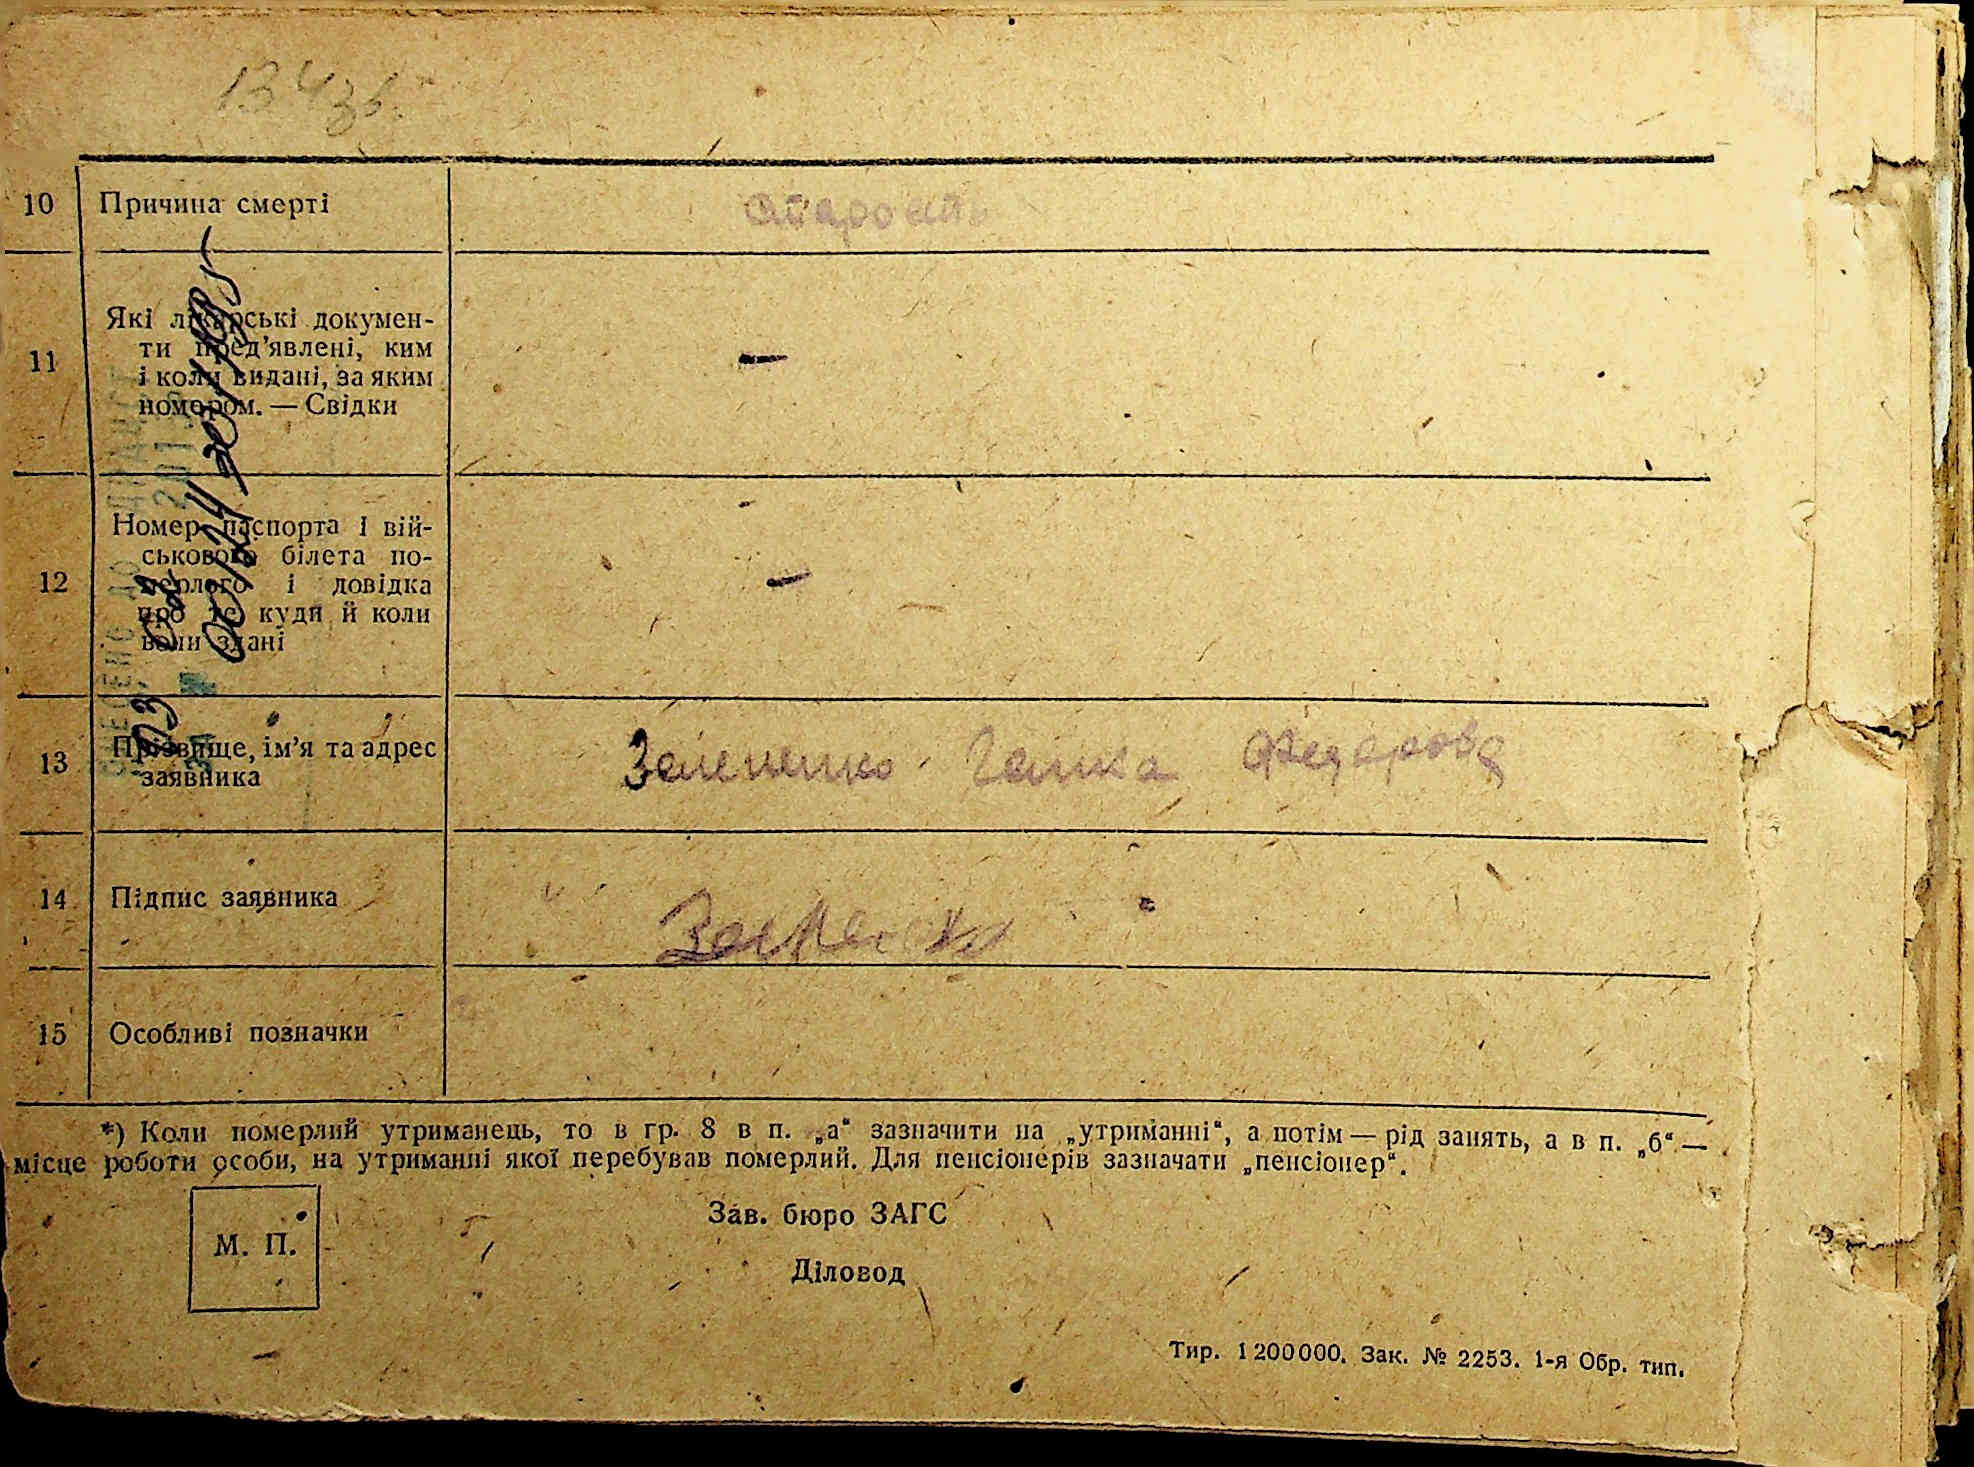 10 Причина смерті старость
11 Які лікарські докумен-
ти пред'явлені, ким
і коли видані, за яким
номером. — Свідки —
Номер паспорта і вій-
ськового білета по-
12 мерлого і довідка —
про те куди й коли
вони здані
13 Прізвище, ім'я та адрес
заявника
Ганка
14 Підпис заявника
15 Особливі позначки
*) Коли померлий утриманець, то в гр. 8 в п. „а“ зазначити на „утриманні“, а потім — рід занять, а в п. „б“ —
місце роботи особи, на утриманні якої перебував померлий. Для пенсіонерів зазначати „пенсіонер“.
М. П.
Зав. бюро ЗАГС
Діловод
Тир. 1200000. Зак. № 2253. 1-я Обр. тип.